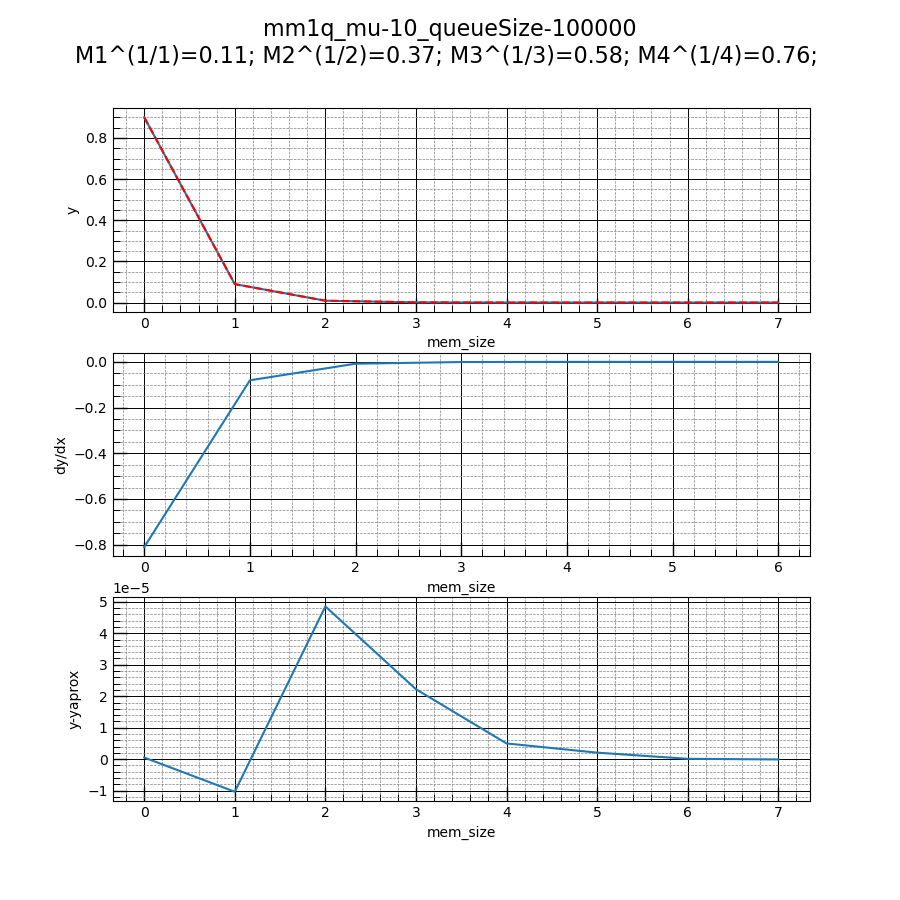 mm1q_mu-10_queueSize-100000
M1^(1/1)=0.11; M2^(1/2)=0.37; M3^(1/3)=0.58; M4^(1/4)=0.76;
0.8
0.6
0.4
0.2
0.0
y
0 1 2 3 4 5 6 7
mem_size
0.0
−0.2
−0.4
−0.6
−0.8
dy/dx
0 1 2 3 4 5 6
mem_size
1e−5
5
4
3
2
1
0
−1
y-yaprox
0 1 2 3 4 5 6 7
mem_size